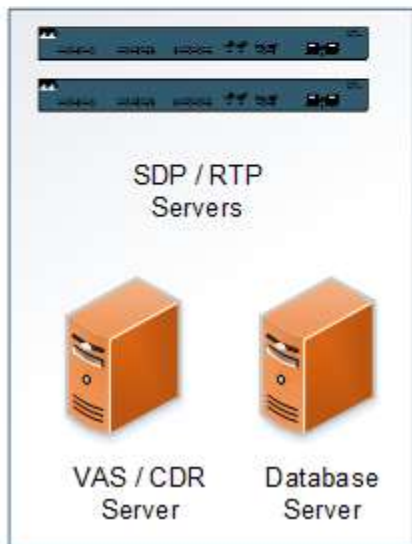 SDP / RTP
Servers
VAS / CDR
Server
Database
Server